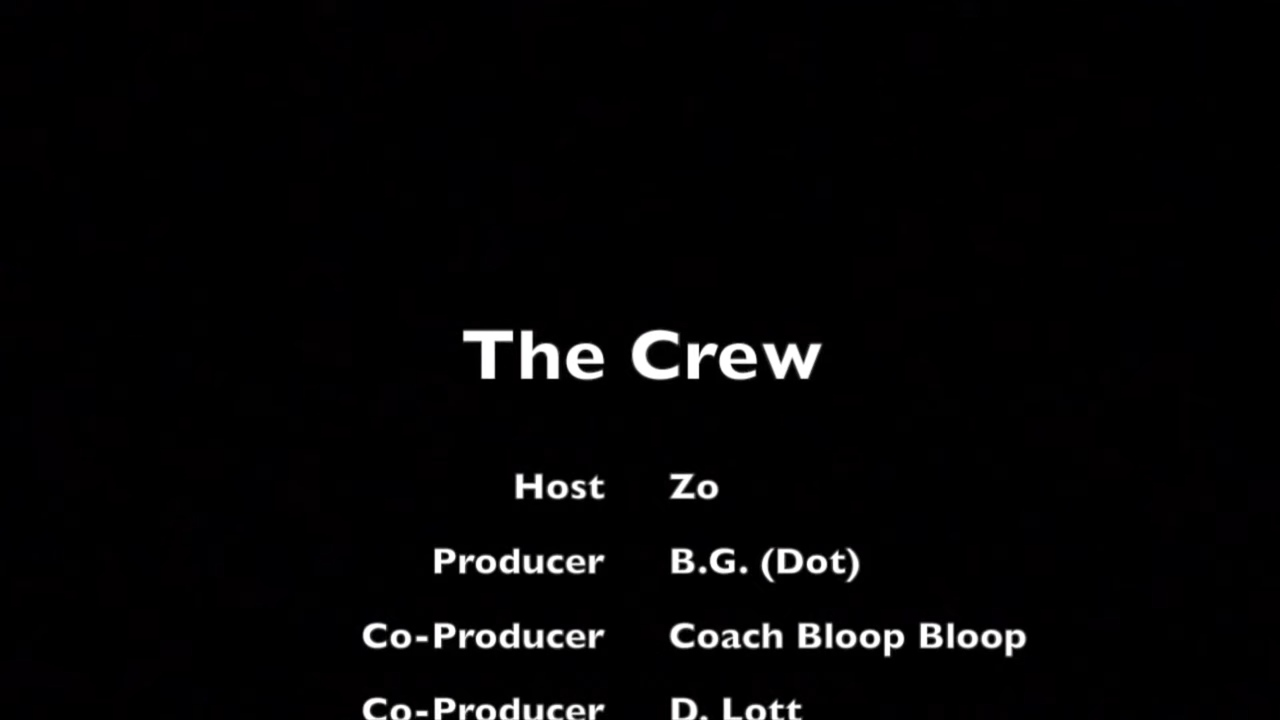 The Crew
Host Zo
Producer B.G. (Dot)
Co-Producer Coach Bloop Bloop
Co-Producer D. Lott